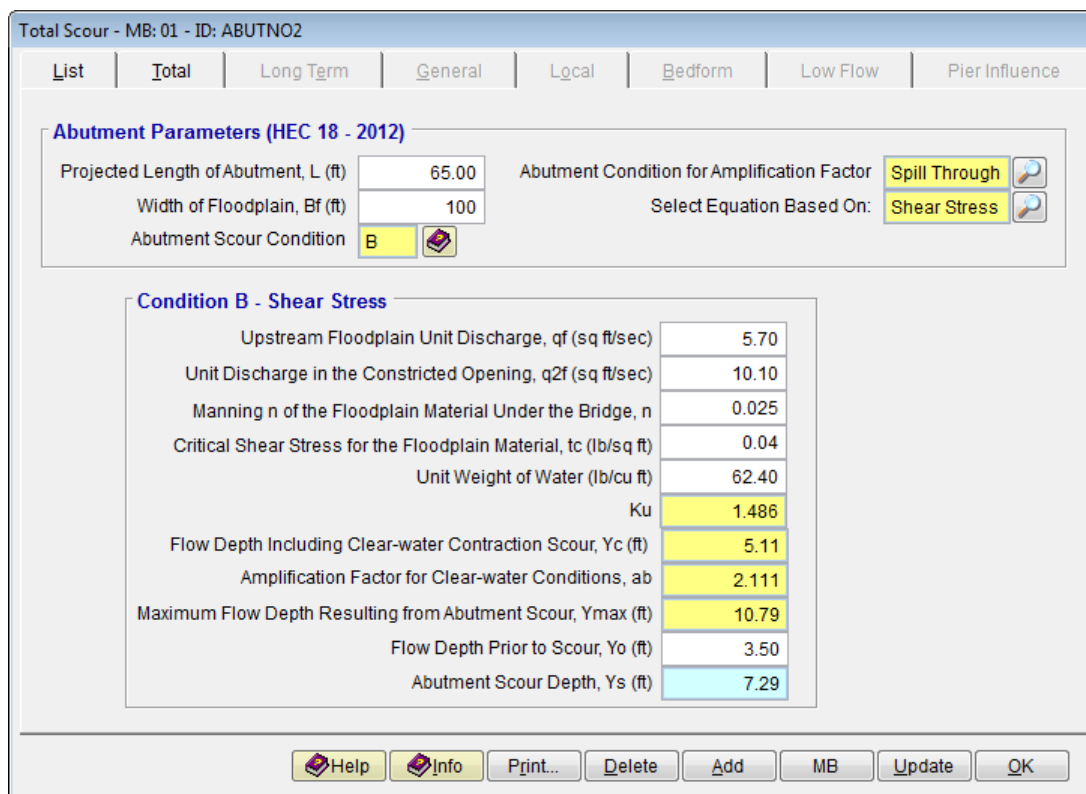 Total Scour - MB: 01 - ID: ABUTNO2
List Total Long Term General Local Bedform Low Flow Pier Influence
Abutment Parameters (HEC 18 - 2012)
Projected Length of Abutment, L (ft) 65.00 Abutment Condition for Amplification Factor Spill Through
Width of Floodplain, Bf (ft) 100 Select Equation Based On: Shear Stress
Abutment Scour Condition B
Condition B - Shear Stress
Upstream Floodplain Unit Discharge, qf (sq ft/sec) 5.70
Unit Discharge in the Constricted Opening, q2f (sq ft/sec) 10.10
Manning n of the Floodplain Material Under the Bridge, n 0.025
Critical Shear Stress for the Floodplain Material, tc (lb/sq ft) 0.04
Unit Weight of Water (lb/cu ft) 62.40
Ku 1.486
Flow Depth Including Clear-water Contraction Scour, Yc (ft) 5.11
Amplification Factor for Clear-water Conditions, ab 2.111
Maximum Flow Depth Resulting from Abutment Scour, Ymax (ft) 10.79
Flow Depth Prior to Scour, Yo (ft) 3.50
Abutment Scour Depth, Ys (ft) 7.29
Help Info Print... Delete Add MB Update OK